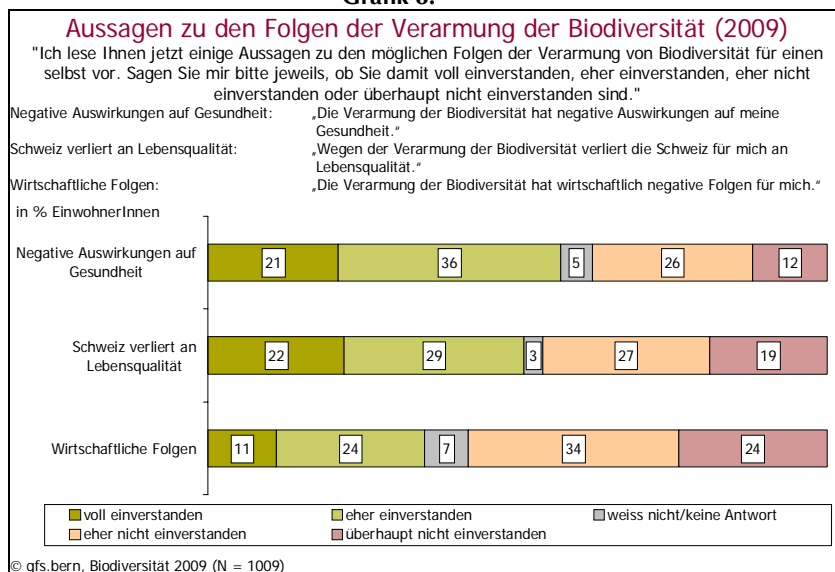 Grafik 6:
Aussagen zu den Folgen der Verarmung der Biodiversität (2009)
"Ich lese Ihnen jetzt einige Aussagen zu den möglichen Folgen der Verarmung von Biodiversität für einen
selbst vor. Sagen Sie mir bitte jeweils, ob Sie damit voll einverstanden, eher einverstanden, eher nicht
einverstanden oder überhaupt nicht einverstanden sind."
Negative Auswirkungen auf Gesundheit: „Die Verarmung der Biodiversität hat negative Auswirkungen auf meine
Gesundheit.“
Schweiz verliert an Lebensqualität: „Wegen der Verarmung der Biodiversität verliert die Schweiz für mich an
Lebensqualität.“
Wirtschaftliche Folgen: „Die Verarmung der Biodiversität hat wirtschaftlich negative Folgen für mich.“
in % EinwohnerInnen
Negative Auswirkungen auf
Gesundheit
21 36 5 26 12
Schweiz verliert an
Lebensqualität
22 29 3 27 19
Wirtschaftliche Folgen
11 24 7 34 24
voll einverstanden eher einverstanden weiss nicht/keine Antwort
eher nicht einverstanden überhaupt nicht einverstanden
© gfs.bern, Biodiversität 2009 (N = 1009)